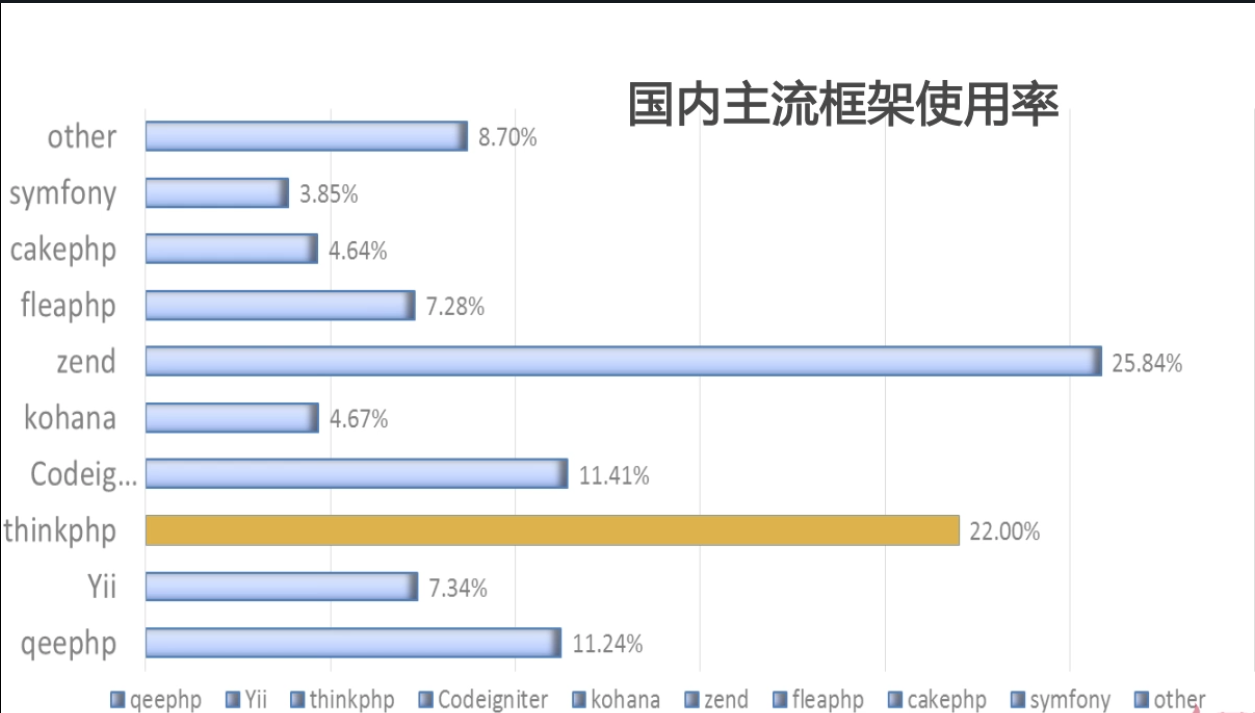 国内主流框架使用率
other 8.70%
symfony 3.85%
cakephp 4.64%
fleaphp 7.28%
zend 25.84%
kohana 4.67%
Codeig... 11.41%
thinkphp 22.00%
Yii 7.34%
qeephp 11.24%
qeephp Yii thinkphp Codeigniter kohana zend fleaphp cakephp symfony other